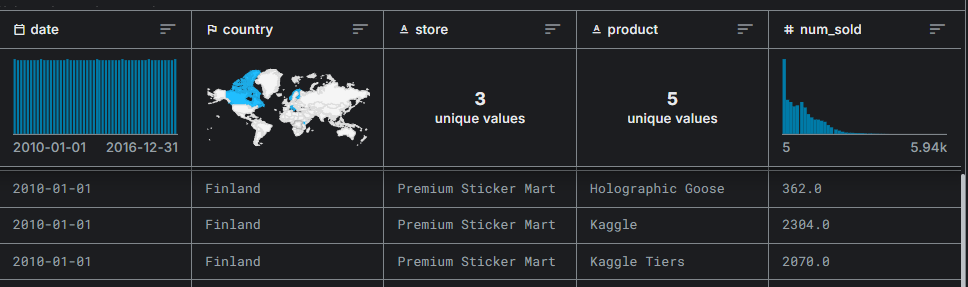 date country store product num_sold
3 5
unique values unique values
2010-01-01 2016-12-31 5 5.94k
2010-01-01 Finland Premium Sticker Mart Holographic Goose 362.0
2010-01-01 Finland Premium Sticker Mart Kaggle 2304.0
2010-01-01 Finland Premium Sticker Mart Kaggle Tiers 2070.0